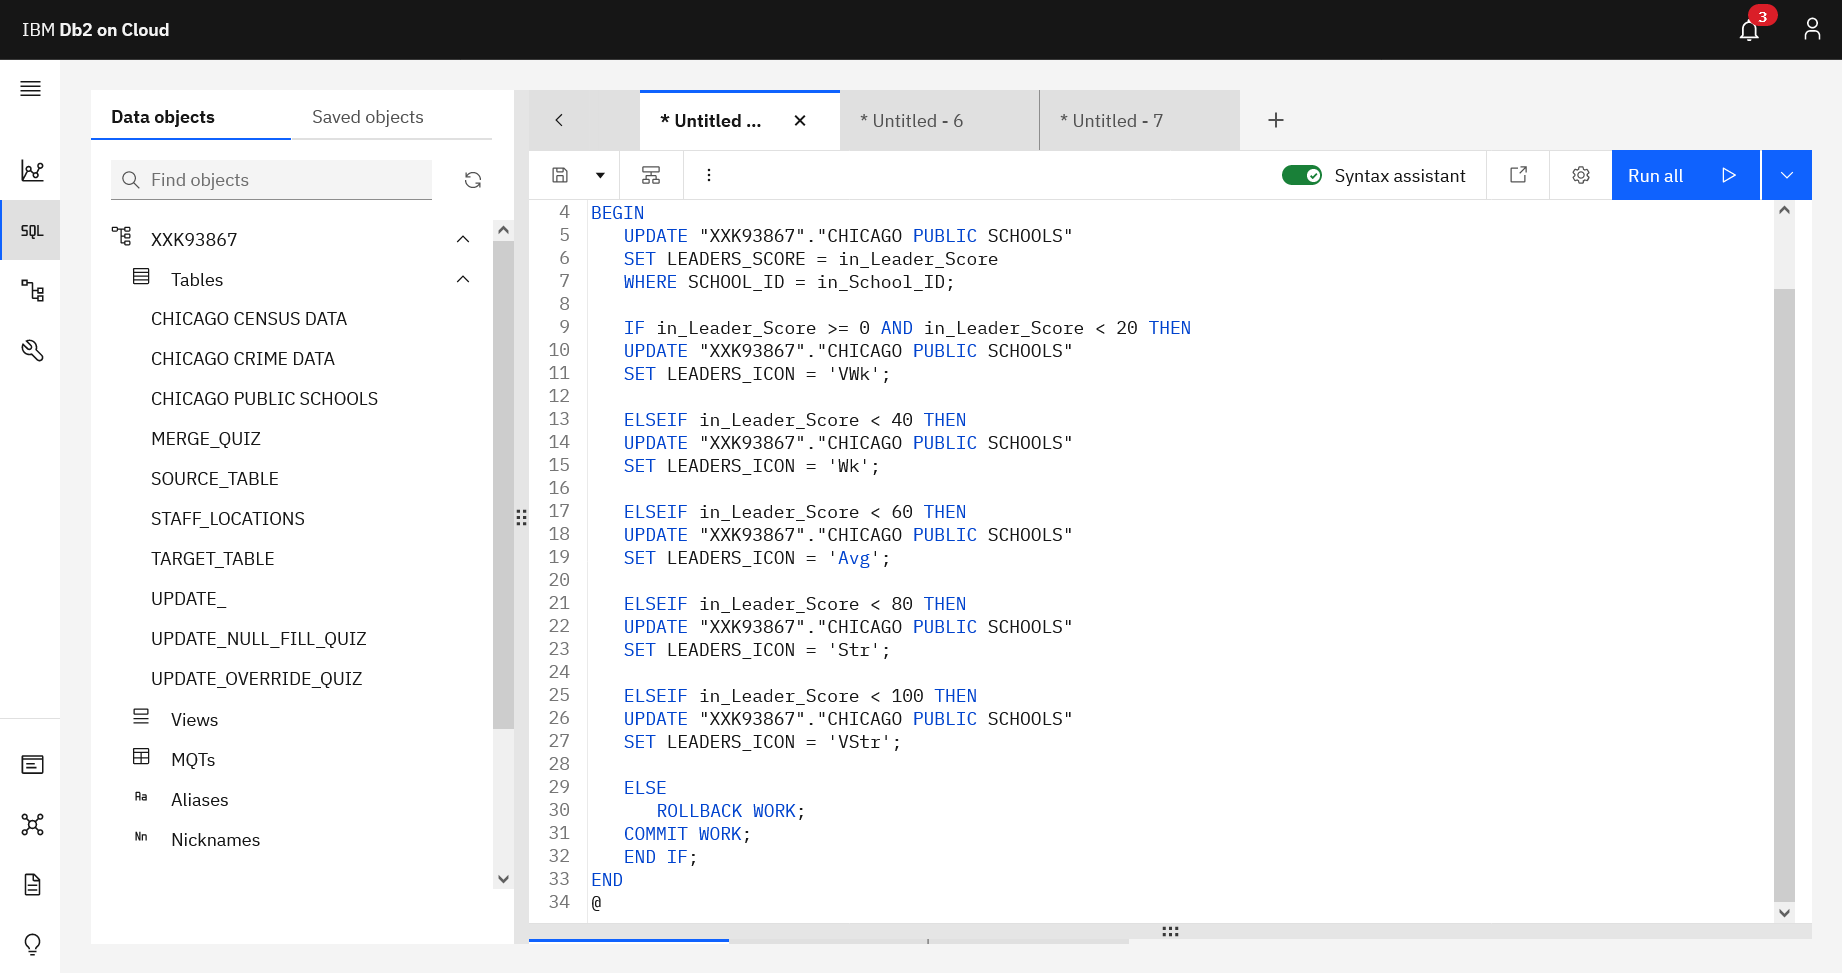 IBM Db2 on Cloud
3
Data objects
Saved objects
Find objects
SQL
XXK93867
Tables
CHICAGO CENSUS DATA
CHICAGO CRIME DATA
CHICAGO PUBLIC SCHOOLS
MERGE_QUIZ
SOURCE_TABLE
STAFF_LOCATIONS
TARGET_TABLE
UPDATE_
UPDATE_NULL_FILL_QUIZ
UPDATE_OVERRIDE_QUIZ
Views
MQTs
Aa Aliases
Nn Nicknames
* Untitled ...
* Untitled - 6
* Untitled - 7
Syntax assistant
Run all
4 BEGIN
5 UPDATE "XXK93867"."CHICAGO PUBLIC SCHOOLS"
6 SET LEADERS_SCORE = in_Leader_Score
7 WHERE SCHOOL_ID = in_School_ID;
8
9 IF in_Leader_Score >= 0 AND in_Leader_Score < 20 THEN
10 UPDATE "XXK93867"."CHICAGO PUBLIC SCHOOLS"
11 SET LEADERS_ICON = 'VWk';
12
13 ELSEIF in_Leader_Score < 40 THEN
14 UPDATE "XXK93867"."CHICAGO PUBLIC SCHOOLS"
15 SET LEADERS_ICON = 'Wk';
16
17 ELSEIF in_Leader_Score < 60 THEN
18 UPDATE "XXK93867"."CHICAGO PUBLIC SCHOOLS"
19 SET LEADERS_ICON = 'Avg';
20
21 ELSEIF in_Leader_Score < 80 THEN
22 UPDATE "XXK93867"."CHICAGO PUBLIC SCHOOLS"
23 SET LEADERS_ICON = 'Str';
24
25 ELSEIF in_Leader_Score < 100 THEN
26 UPDATE "XXK93867"."CHICAGO PUBLIC SCHOOLS"
27 SET LEADERS_ICON = 'VStr';
28
29 ELSE
30 ROLLBACK WORK;
31 COMMIT WORK;
32 END IF;
33 END
34 @